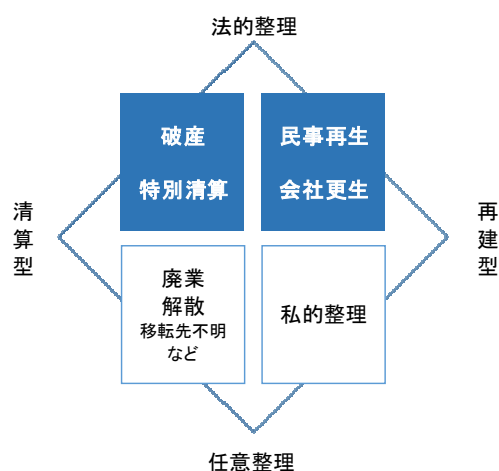 法的整理
破産
特別清算
民事再生
会社更生
清算型
再建型
廃業
解散
移転先不明
など
私的整理
任意整理